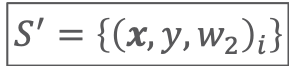 S′ = {(x, y, w₂)ᵢ}